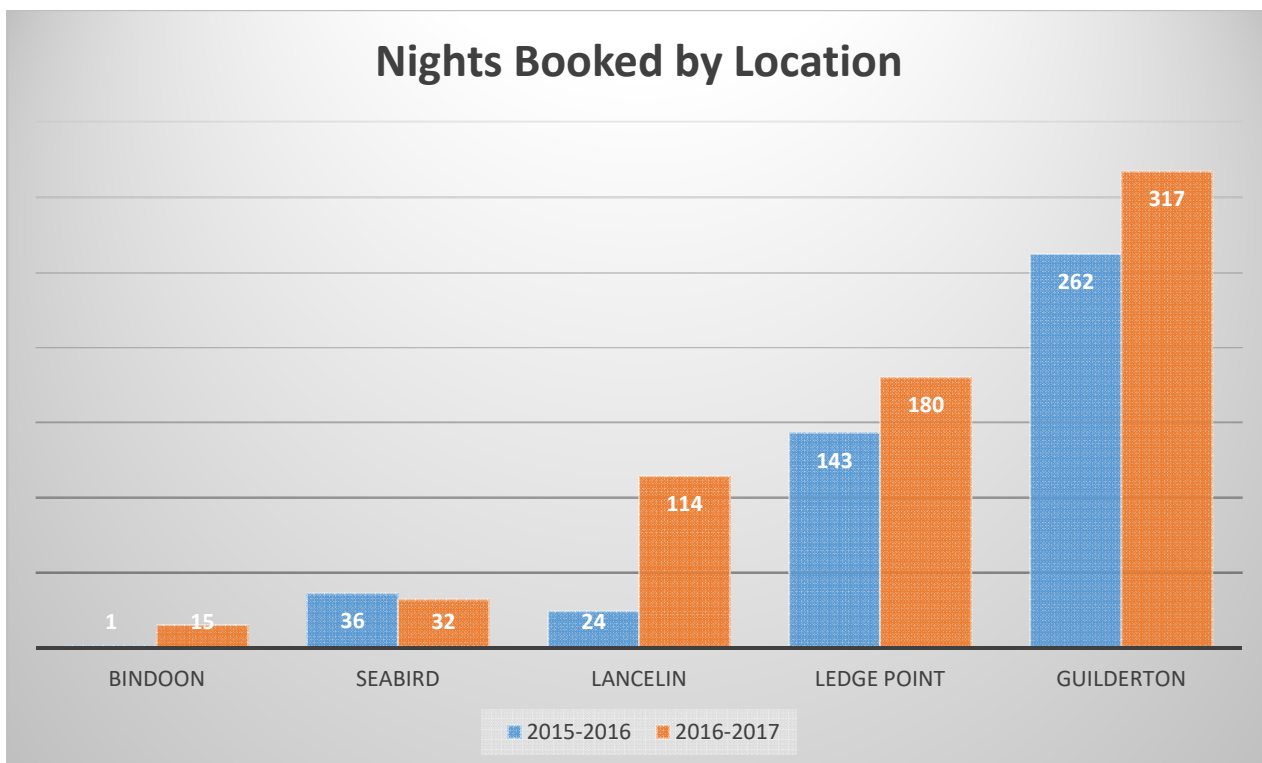 Nights Booked by Location
317
262
180
143
114
1 15 36 32 24
BINDOON SEABIRD LANCELIN LEDGE POINT GUILDERTON
2015-2016 2016-2017